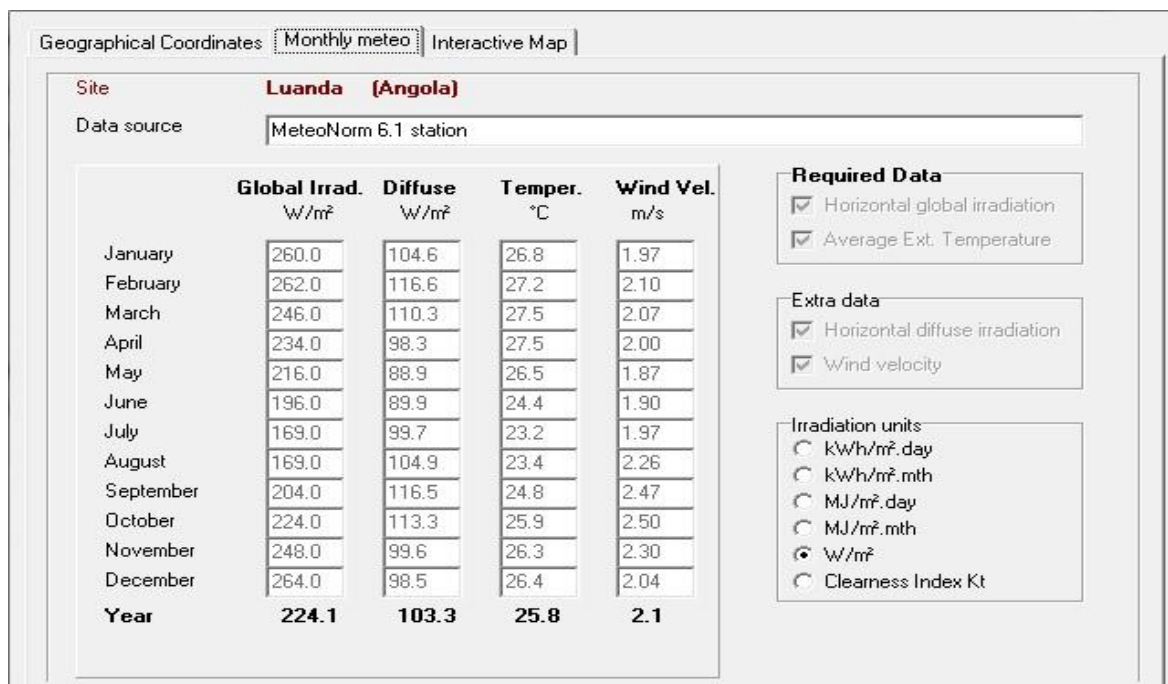 Geographical Coordinates Monthly meteo Interactive Map
Site Luanda (Angola)
Data source MeteoNorm 6.1 station
Global Irrad. Diffuse Temper. Wind Vel.
W/m² W/m² °C m/s
January 260.0 104.6 26.8 1.97
February 262.0 116.6 27.2 2.10
March 246.0 110.3 27.5 2.07
April 234.0 98.3 27.5 2.00
May 216.0 88.9 26.5 1.87
June 196.0 89.9 24.4 1.90
July 169.0 99.7 23.2 1.97
August 169.0 104.9 23.4 2.26
September 204.0 116.5 24.8 2.47
October 224.0 113.3 25.9 2.50
November 248.0 99.6 26.3 2.30
December 264.0 98.5 26.4 2.04
Year 224.1 103.3 25.8 2.1
Required Data
Horizontal global irradiation
Average Ext. Temperature
Extra data
Horizontal diffuse irradiation
Wind velocity
Irradiation units
kWh/m².day
kWh/m².mth
MJ/m².day
MJ/m².mth
W/m²
Clearness Index Kt